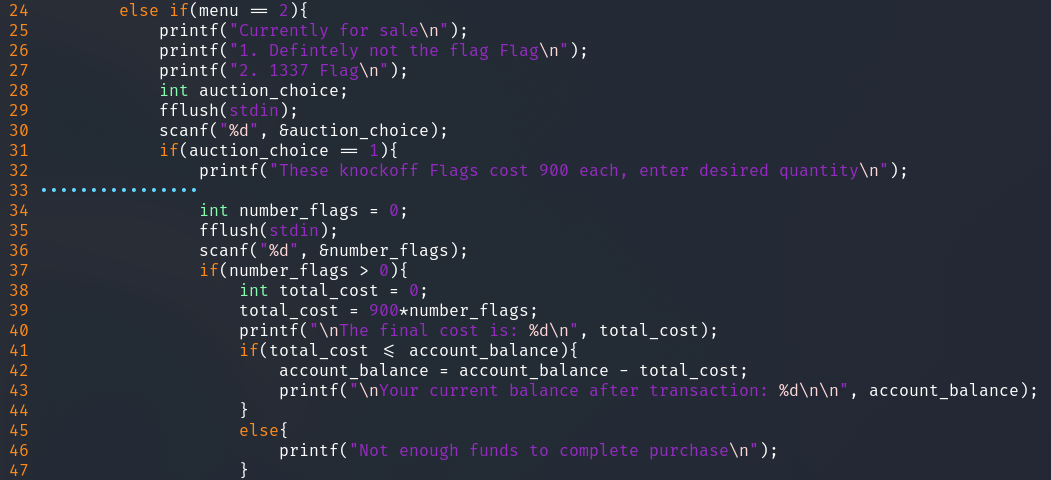 24         else if(menu == 2){
25             printf("Currently for sale\n");
26             printf("1. Defintely not the flag Flag\n");
27             printf("2. 1337 Flag\n");
28             int auction_choice;
29             fflush(stdin);
30             scanf("%d", &auction_choice);
31             if(auction_choice == 1){
32                 printf("These knockoff Flags cost 900 each, enter desired quantity\n");
33 ················
34                 int number_flags = 0;
35                 fflush(stdin);
36                 scanf("%d", &number_flags);
37                 if(number_flags > 0){
38                     int total_cost = 0;
39                     total_cost = 900*number_flags;
40                     printf("\nThe final cost is: %d\n", total_cost);
41                     if(total_cost <= account_balance){
42                         account_balance = account_balance - total_cost;
43                         printf("\nYour current balance after transaction: %d\n\n", account_balance);
44                     }
45                     else{
46                         printf("Not enough funds to complete purchase\n");
47                     }